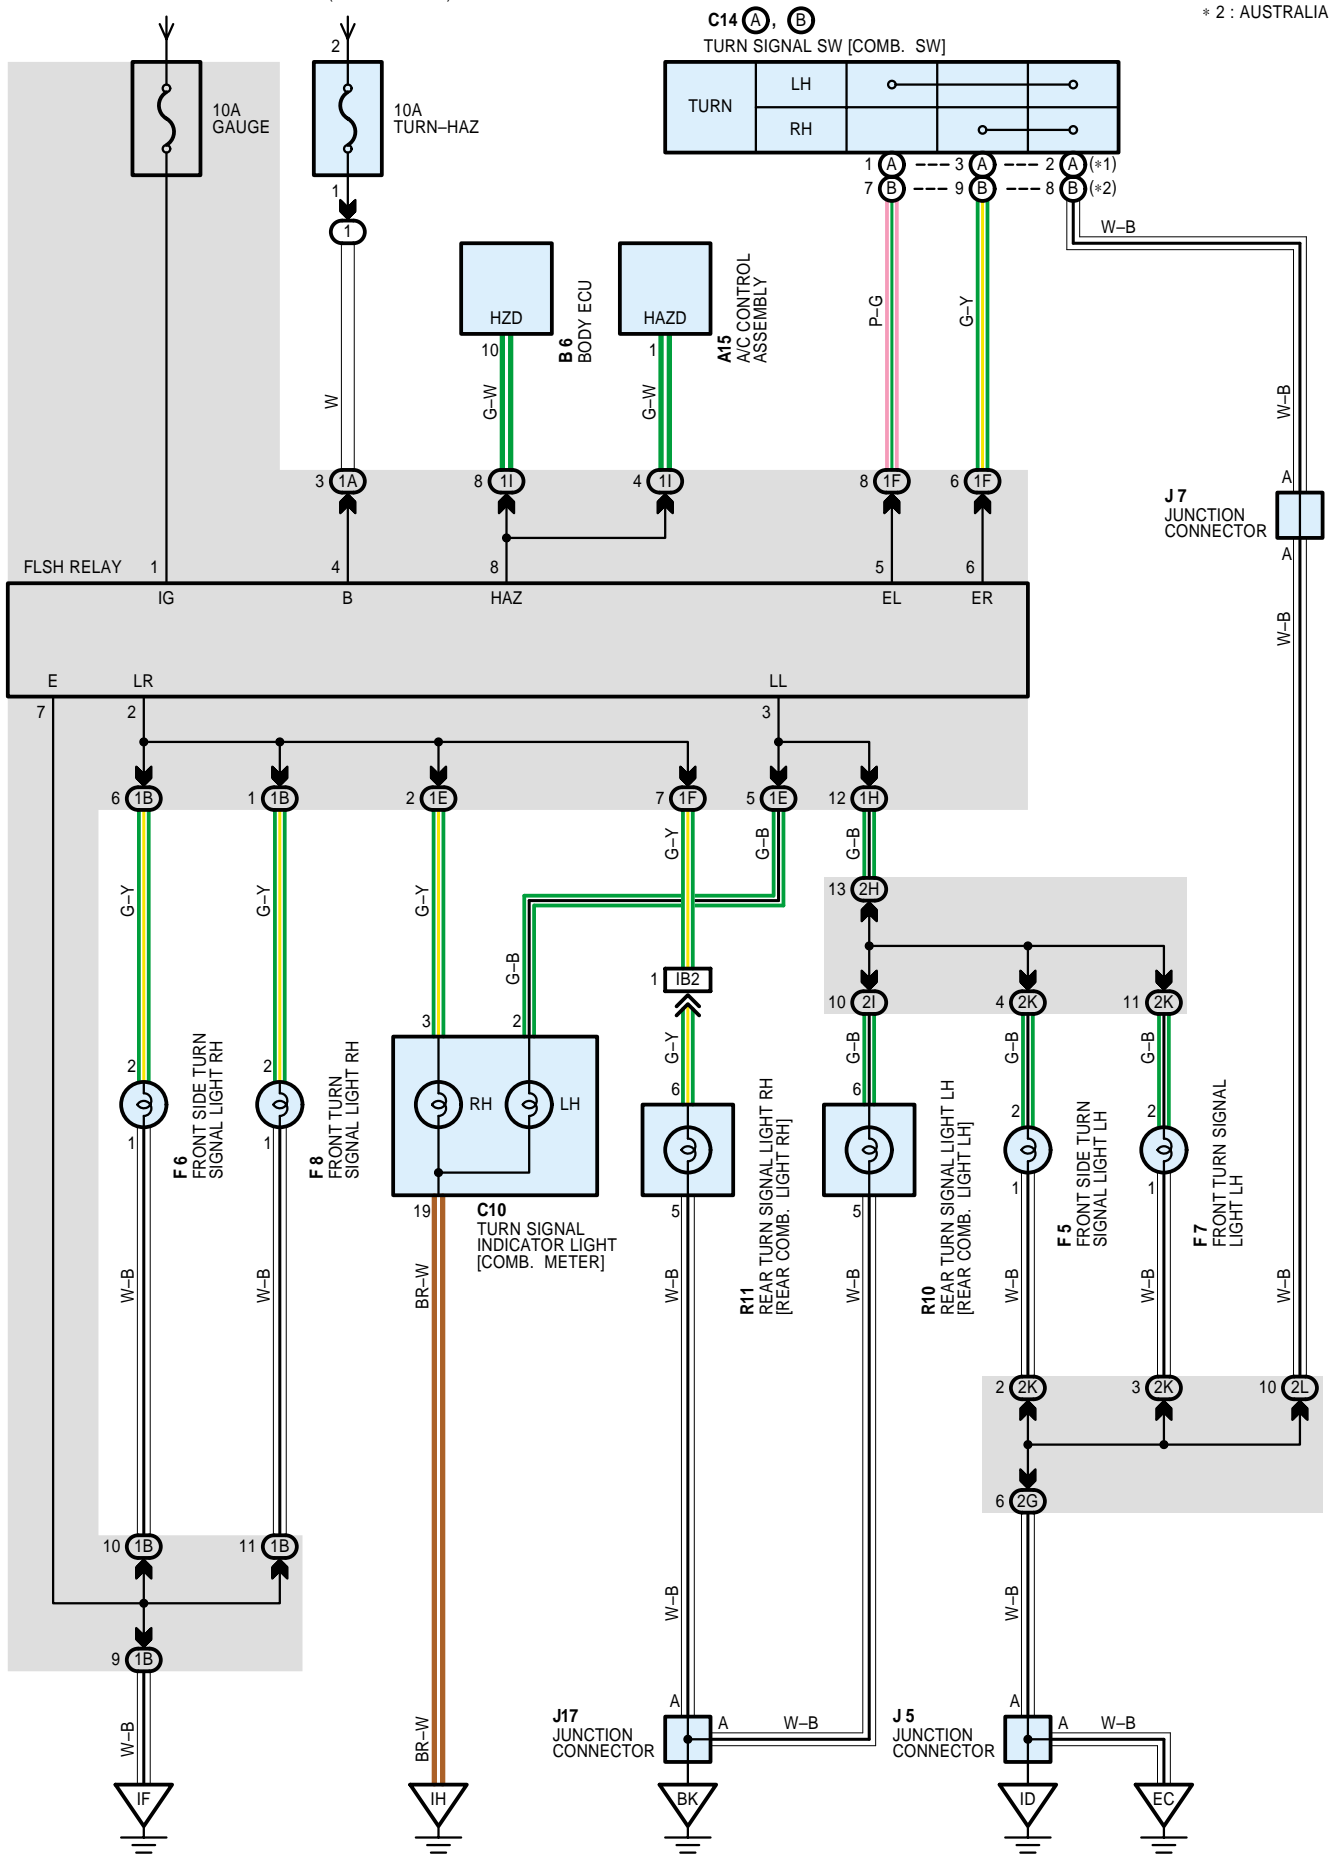 * 2 : AUSTRALIA
C14 A , B
TURN SIGNAL SW [COMB. SW]
2
10A
GAUGE
10A
TURN–HAZ
TURN
LH
RH
1 A 3 A 2 A (*1)
7 B 9 B 8 B (*2)
1
1
W–B
HZD
HAZD
10
1
B 6
BODY ECU
A15
A/C CONTROL
ASSEMBLY
P–G
G–Y
W
G–W
G–W
W–B
3 1A
8 1I
4 1I
8 1F
6 1F
A
J 7
JUNCTION
CONNECTOR
A
FLSH RELAY
1
4
8
5
6
IG
B
HAZ
EL
ER
W–B
E
LR
LL
7
2
3
6 1B
1 1B
2 1E
7 1F
5 1E
12 1H
G–Y
G–Y
G–Y
G–Y
G–B
G–B
13 2H
G–B
1 IB2
10 2I
4 2K
11 2K
3
2
G–Y
G–B
G–B
G–B
2
2
6
6
2
2
RH
LH
1
1
F 6
FRONT SIDE TURN
SIGNAL LIGHT RH
F 8
FRONT TURN
SIGNAL LIGHT RH
1
1
19
C10
TURN SIGNAL
INDICATOR LIGHT
[COMB. METER]
5
5
R11
REAR TURN SIGNAL LIGHT RH
[REAR COMB. LIGHT RH]
R10
REAR TURN SIGNAL LIGHT LH
[REAR COMB. LIGHT LH]
F 5
FRONT SIDE TURN
SIGNAL LIGHT LH
F 7
FRONT TURN SIGNAL
LIGHT LH
W–B
W–B
BR–W
W–B
W–B
W–B
W–B
W–B
2 2K
3 2K
10 2L
6 2G
10 1B
11 1B
W–B
W–B
9 1B
W–B
BR–W
J17
JUNCTION
CONNECTOR
A
A
W–B
J 5
JUNCTION
CONNECTOR
A
A
W–B
IF
IH
BK
ID
EC